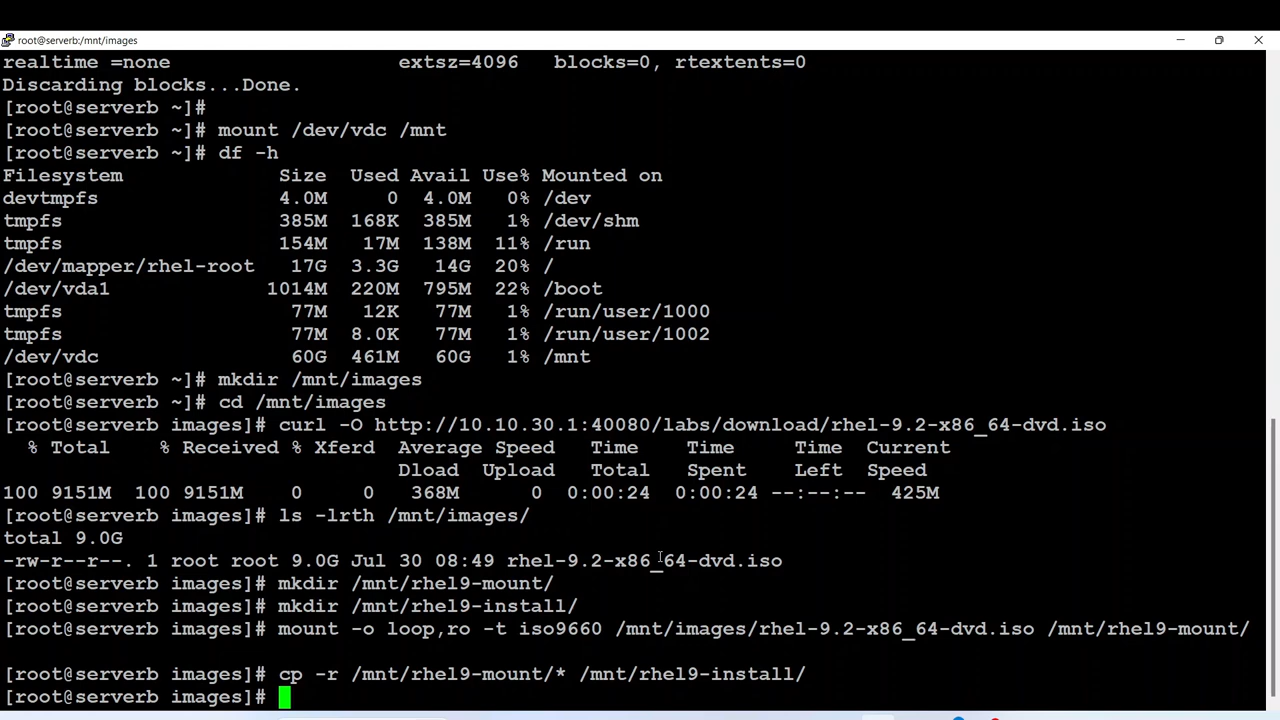 root@serverb:/mnt/images
realtime =none                   extsz=4096   blocks=0, rtextents=0
Discarding blocks...Done.
[root@serverb ~]#
[root@serverb ~]# mount /dev/vdc /mnt
[root@serverb ~]# df -h
Filesystem             Size  Used Avail Use% Mounted on
devtmpfs               4.0M     0  4.0M   0% /dev
tmpfs                  385M  168K  385M   1% /dev/shm
tmpfs                  154M   17M  138M  11% /run
/dev/mapper/rhel-root   17G  3.3G   14G  20% /
/dev/vda1             1014M  220M  795M  22% /boot
tmpfs                   77M   12K   77M   1% /run/user/1000
tmpfs                   77M  8.0K   77M   1% /run/user/1002
/dev/vdc                60G  461M   60G   1% /mnt
[root@serverb ~]# mkdir /mnt/images
[root@serverb ~]# cd /mnt/images
[root@serverb images]# curl -O http://10.10.30.1:40080/labs/download/rhel-9.2-x86_64-dvd.iso
  % Total    % Received % Xferd  Average Speed   Time    Time     Time  Current
                                 Dload  Upload   Total   Spent    Left  Speed
100 9151M  100 9151M    0     0   368M      0  0:00:24  0:00:24 --:--:--  425M
[root@serverb images]# ls -lrth /mnt/images/
total 9.0G
-rw-r--r--. 1 root root 9.0G Jul 30 08:49 rhel-9.2-x86_64-dvd.iso
[root@serverb images]# mkdir /mnt/rhel9-mount/
[root@serverb images]# mkdir /mnt/rhel9-install/
[root@serverb images]# mount -o loop,ro -t iso9660 /mnt/images/rhel-9.2-x86_64-dvd.iso /mnt/rhel9-mount/
[root@serverb images]# cp -r /mnt/rhel9-mount/* /mnt/rhel9-install/
[root@serverb images]#